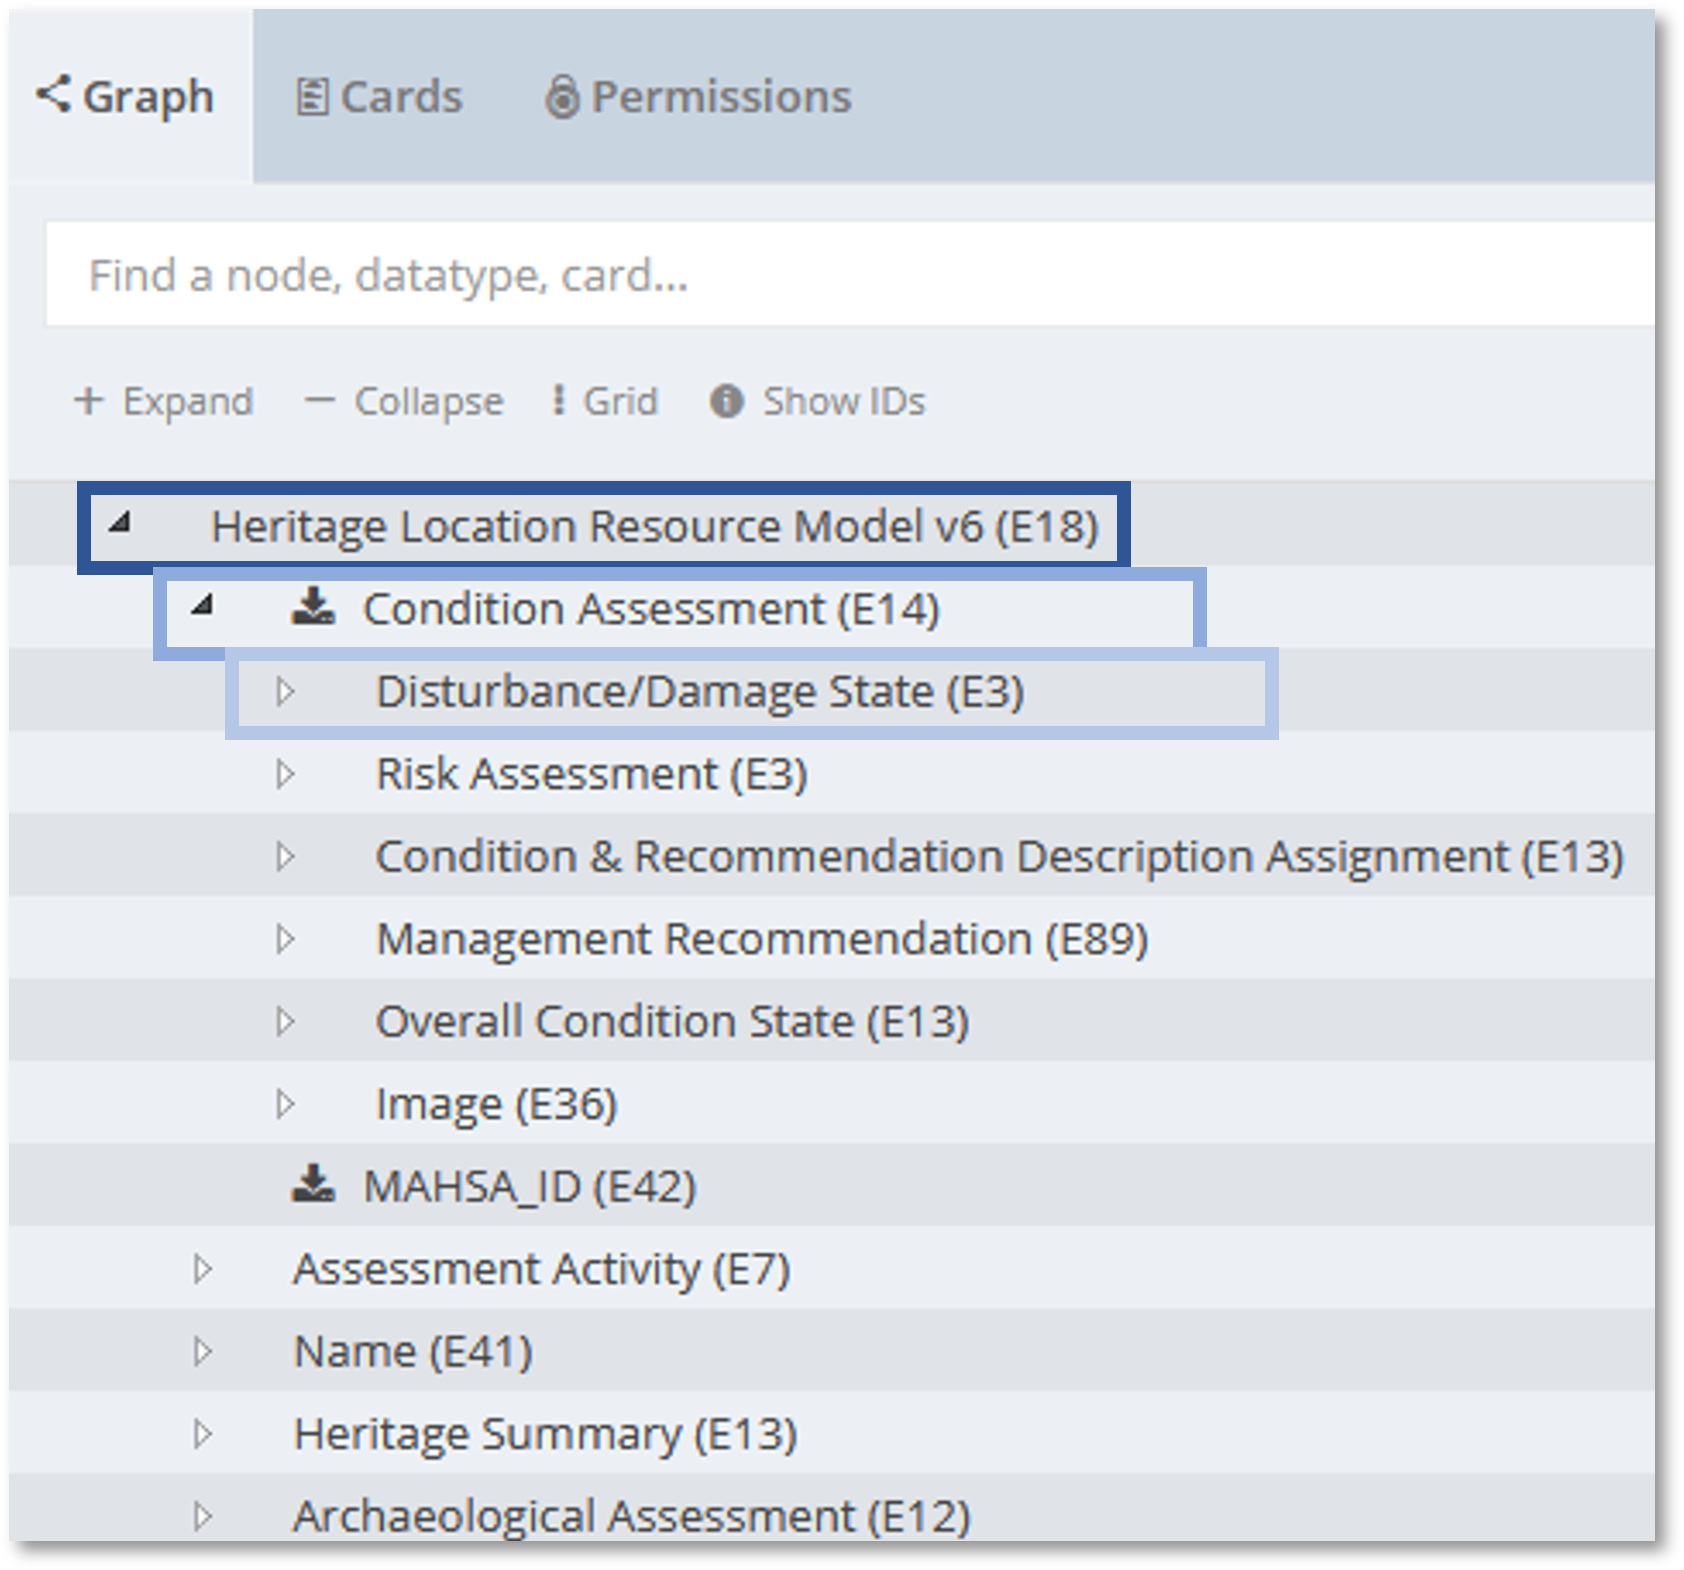 Graph Cards Permissions
Find a node, datatype, card...
+ Expand − Collapse Grid Show IDs
Heritage Location Resource Model v6 (E18)
Condition Assessment (E14)
Disturbance/Damage State (E3)
Risk Assessment (E3)
Condition & Recommendation Description Assignment (E13)
Management Recommendation (E89)
Overall Condition State (E13)
Image (E36)
MAHSA_ID (E42)
Assessment Activity (E7)
Name (E41)
Heritage Summary (E13)
Archaeological Assessment (E12)